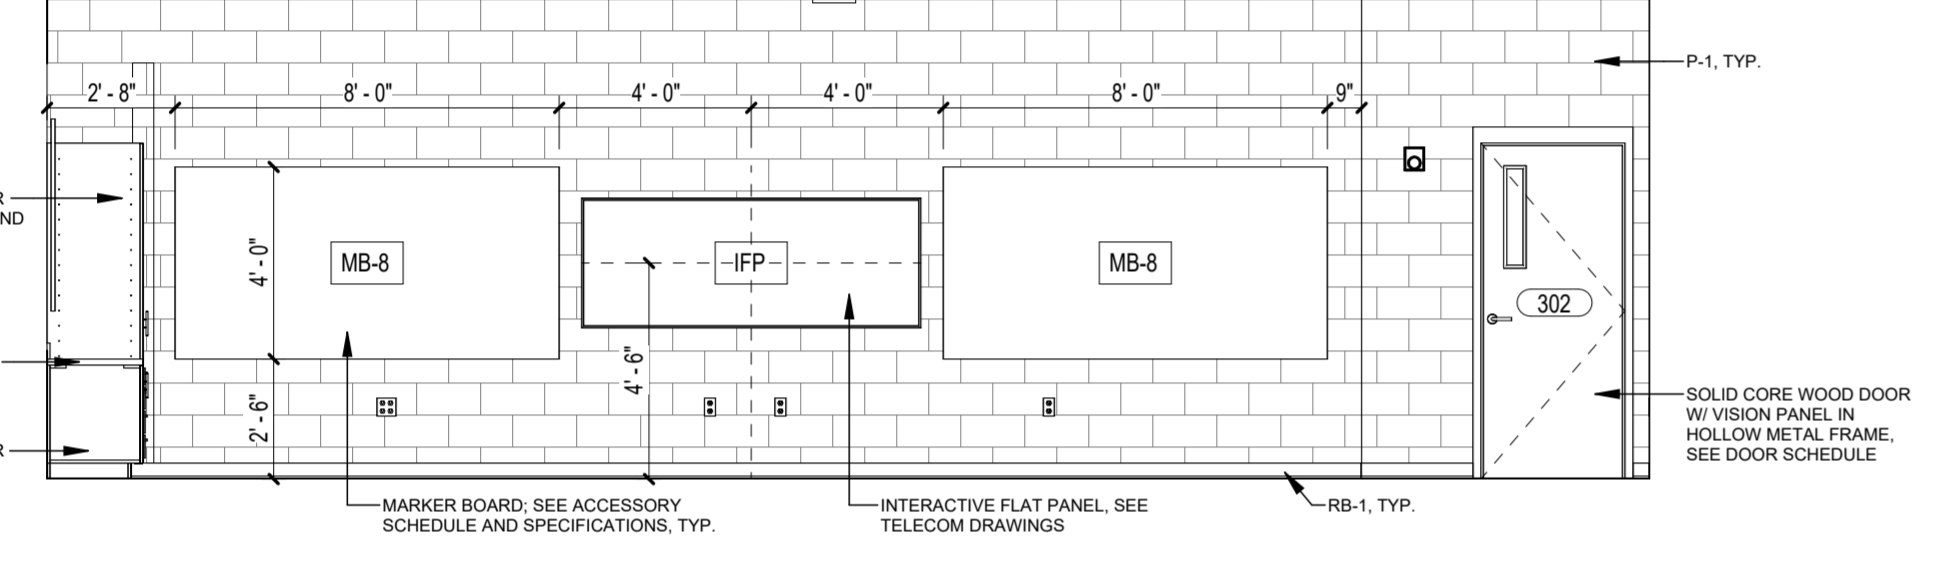 P-1, TYP.
2' - 8"
8' - 0"
4' - 0"
4' - 0"
8' - 0"
9"
R
ND
4' - 0"
MB-8
IFP
MB-8
302
4' - 6"
2' - 6"
R
SOLID CORE WOOD DOOR
W/ VISION PANEL IN
HOLLOW METAL FRAME,
SEE DOOR SCHEDULE
MARKER BOARD; SEE ACCESSORY
SCHEDULE AND SPECIFICATIONS, TYP.
INTERACTIVE FLAT PANEL, SEE
TELECOM DRAWINGS
RB-1, TYP.